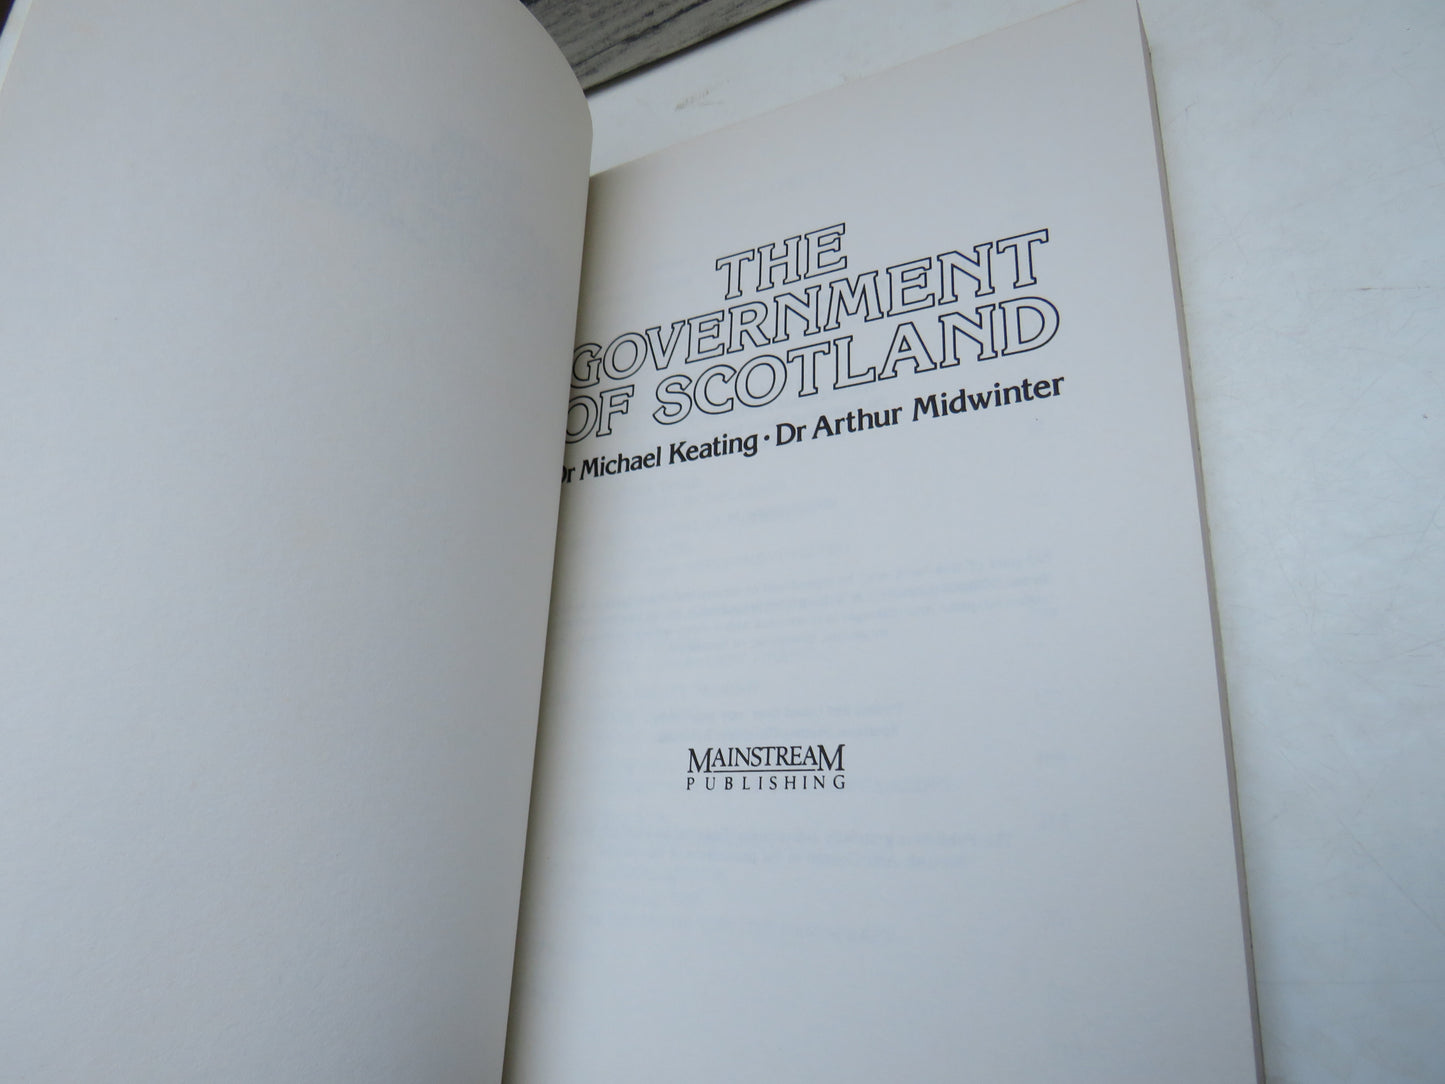 THE
GOVERNMENT
OF SCOTLAND
Dr Michael Keating • Dr Arthur Midwinter
MAINSTREAM
PUBLISHING